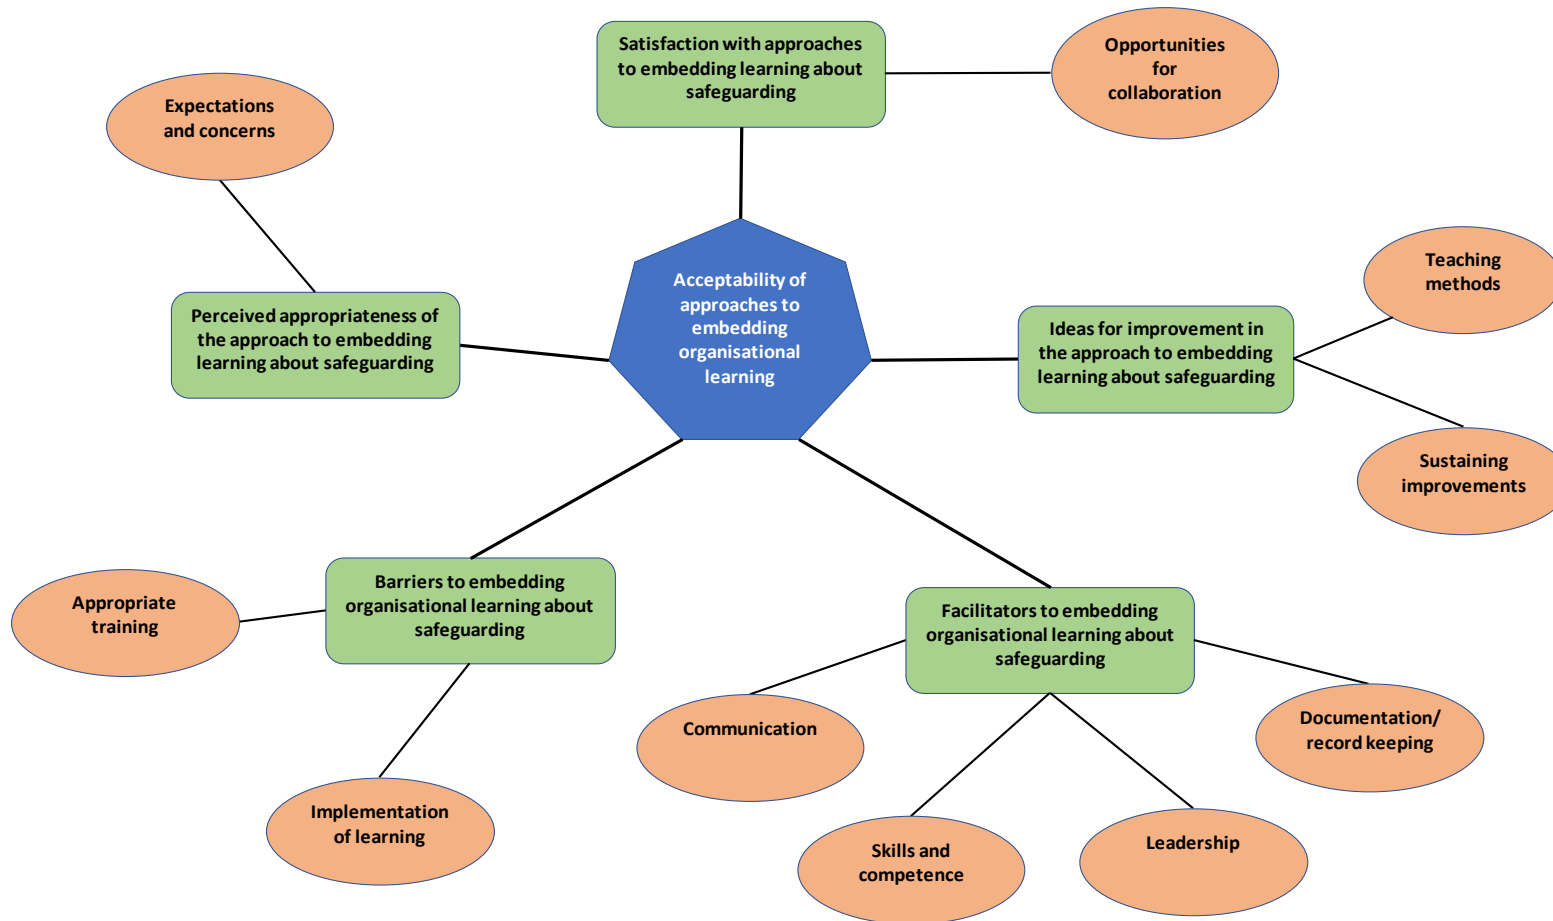 Satisfaction with approaches
to embedding learning about
safeguarding
Opportunities
for
collaboration
Expectations
and concerns
Acceptability of
approaches to
embedding
organisational
learning
Teaching
methods
Perceived appropriateness of
the approach to embedding
learning about safeguarding
Ideas for improvement in
the approach to embedding
learning about safeguarding
Sustaining
improvements
Barriers to embedding
organisational learning about
safeguarding
Appropriate
training
Facilitators to embedding
organisational learning about
safeguarding
Communication
Documentation/
record keeping
Implementation
of learning
Skills and
competence
Leadership